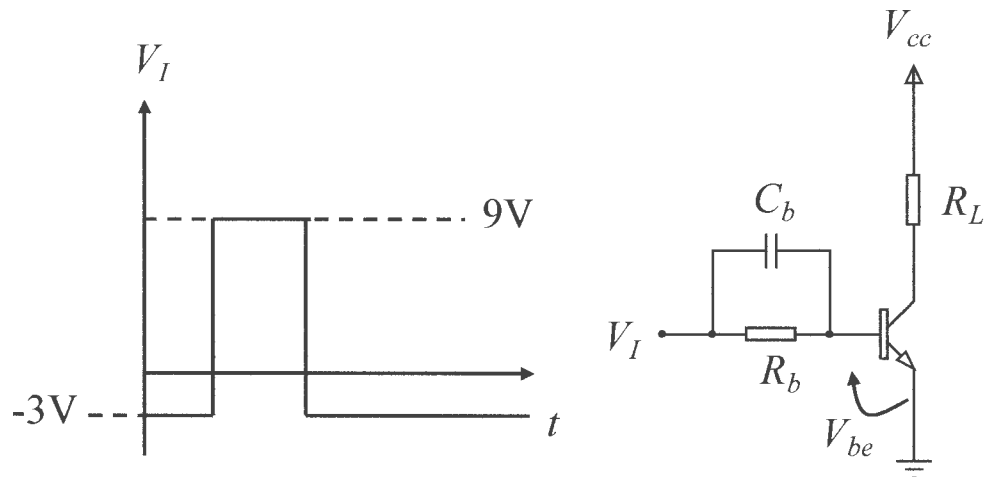 V_I
9V
-3V
t
V_cc
R_L
C_b
V_I
R_b
V_be